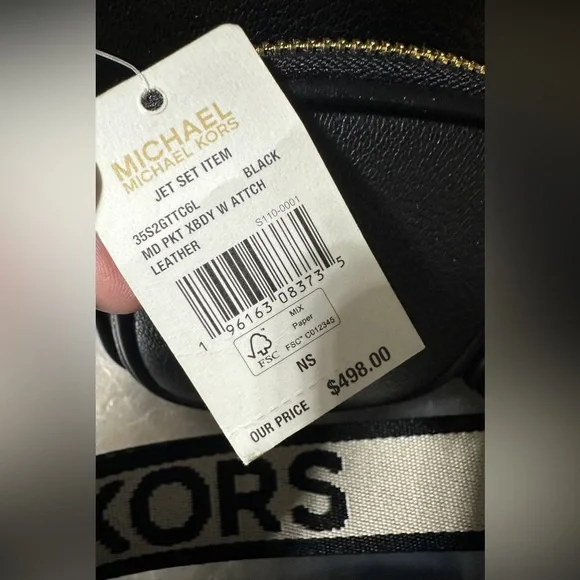 MICHAEL
MICHAEL KORS
JET SET ITEM
35S2GTTC6L BLACK
MD PKT XBDY W ATTCH
LEATHER S110-0001
1 96163 08373 5
FSC
MIX
Paper
FSC™ C012345
NS
OUR PRICE $498.00
KORS